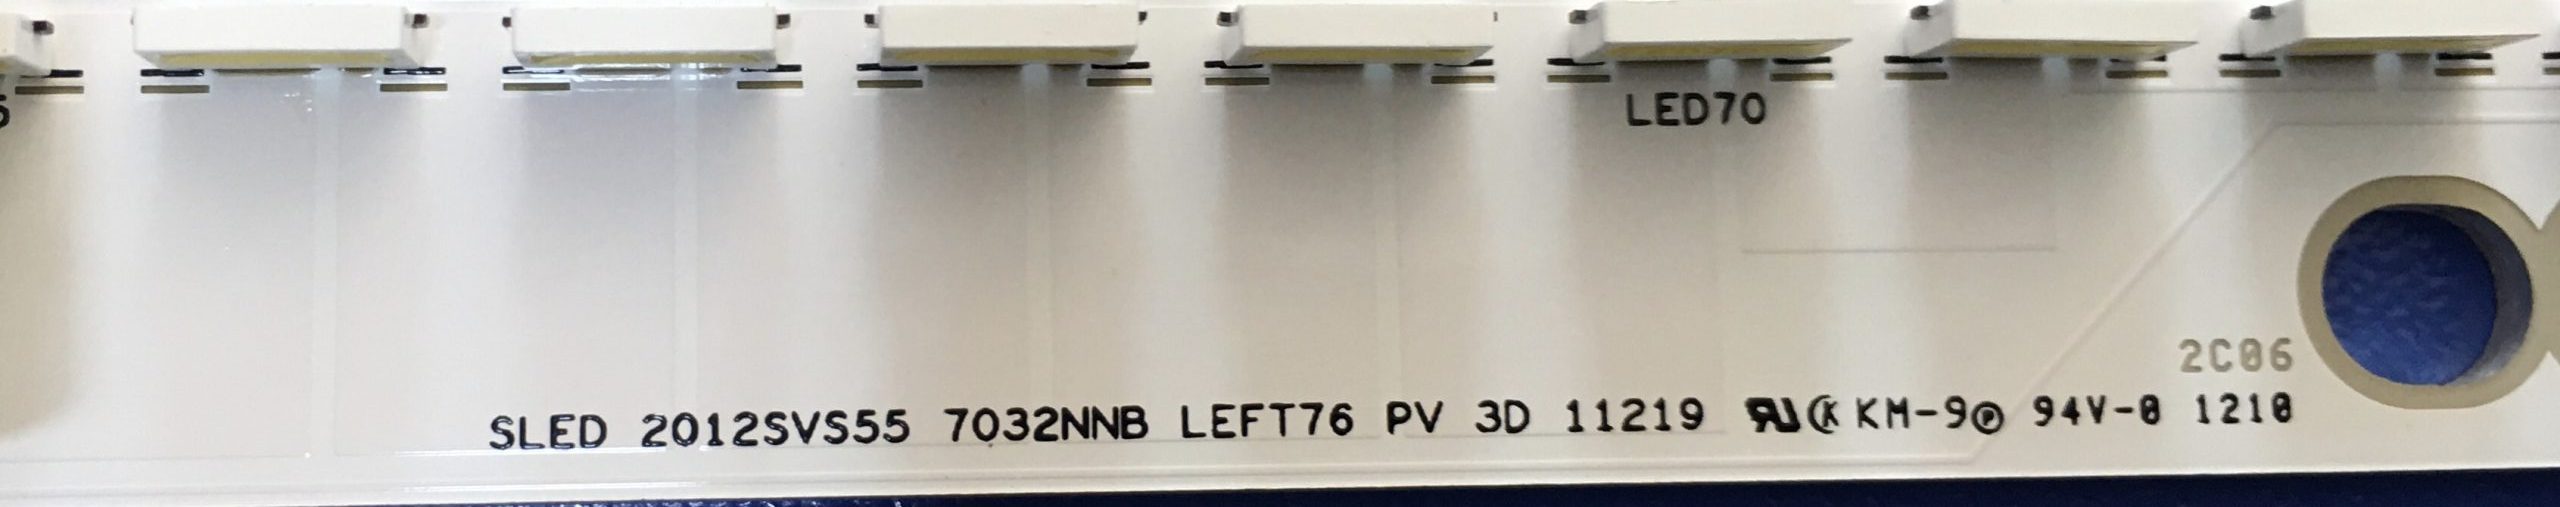 LED70
2C06
SLED 2012SVS55 7032NNB LEFT76 PV 3D 11219 KM-9 94V-0 1210